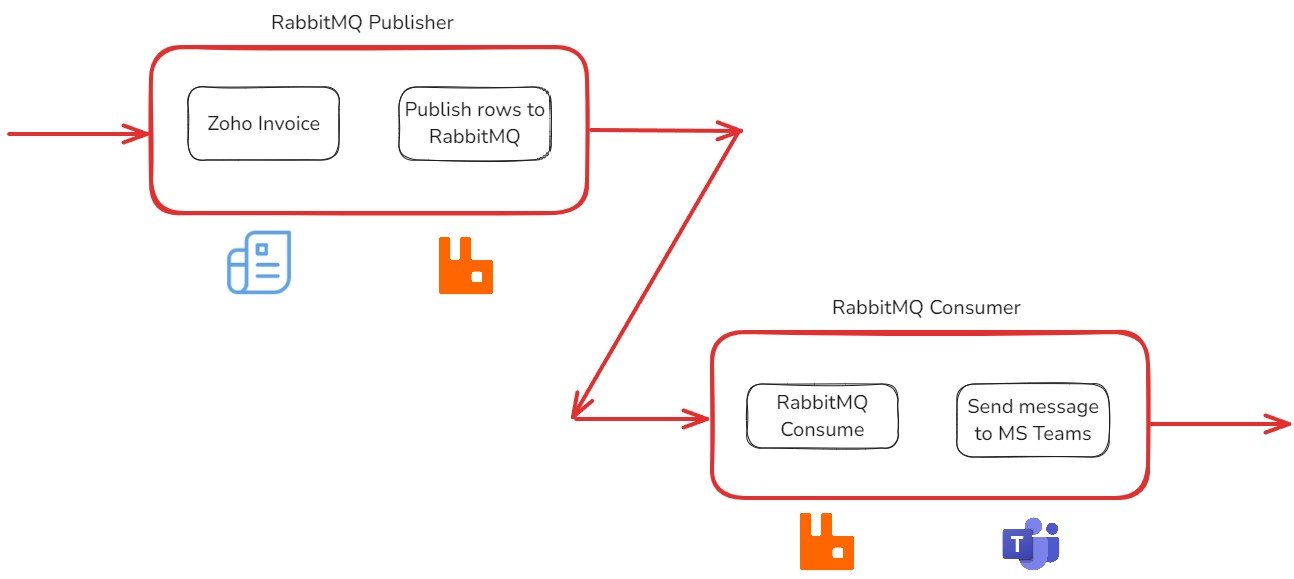 RabbitMQ Publisher
Zoho Invoice
Publish rows to
RabbitMQ
RabbitMQ Consumer
RabbitMQ
Consume
Send message
to MS Teams
T